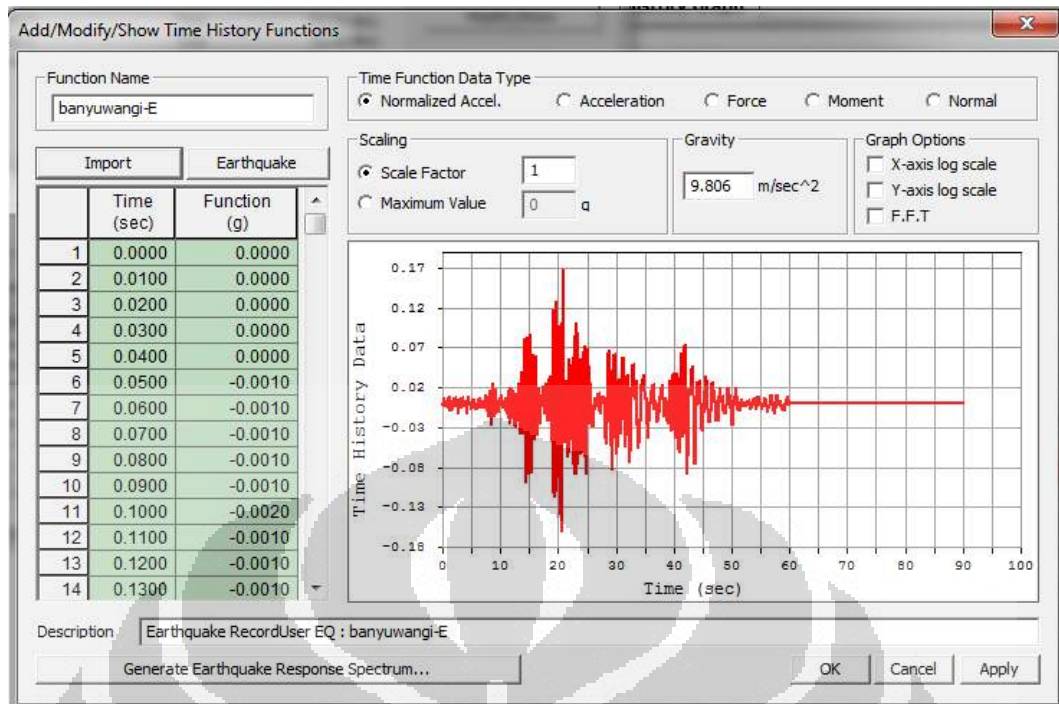 Add/Modify/Show Time History Functions
Function Name
banyuwangi-E
Time Function Data Type
Normalized Accel.
Acceleration
Force
Moment
Normal
Import
Earthquake
Scaling
Scale Factor
1
Maximum Value
0
g
Gravity
9.806
m/sec^2
Graph Options
X-axis log scale
Y-axis log scale
F.F.T
Time (sec) Function (g)
1 0.0000 0.0000
2 0.0100 0.0000
3 0.0200 0.0000
4 0.0300 0.0000
5 0.0400 0.0000
6 0.0500 -0.0010
7 0.0600 -0.0010
8 0.0700 -0.0010
9 0.0800 -0.0010
10 0.0900 -0.0010
11 0.1000 -0.0020
12 0.1100 -0.0010
13 0.1200 -0.0010
14 0.1300 -0.0010
Time History Data
0.17
0.12
0.07
0.02
-0.03
-0.08
-0.13
-0.18
0 10 20 30 40 50 60 70 80 90 100
Time (sec)
Description
Earthquake RecordUser EQ : banyuwangi-E
Generate Earthquake Response Spectrum...
OK
Cancel
Apply